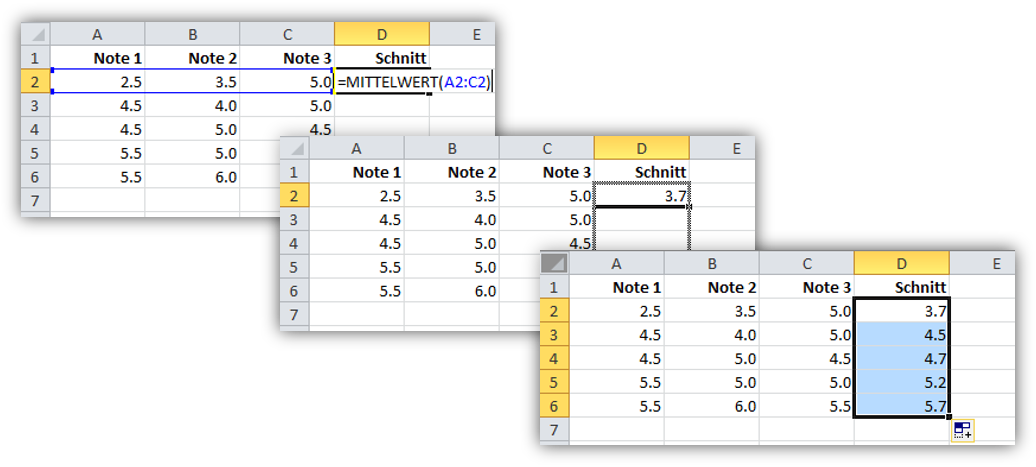 A B C D E
1 Note 1 Note 2 Note 3 Schnitt
2 2.5 3.5 5.0 =MITTELWERT(A2:C2)
3 4.5 4.0 5.0
4 4.5 5.0 4.5
5 5.5 5.0
6 5.5 6.0
7
A B C D E
1 Note 1 Note 2 Note 3 Schnitt
2 2.5 3.5 5.0 3.7
3 4.5 4.0 5.0
4 4.5 5.0 4.5
5 5.5 5.0
6 5.5 6.0
7
A B C D E
1 Note 1 Note 2 Note 3 Schnitt
2 2.5 3.5 5.0 3.7
3 4.5 4.0 5.0 4.5
4 4.5 5.0 4.5 4.7
5 5.5 5.0 5.0 5.2
6 5.5 6.0 5.5 5.7
7